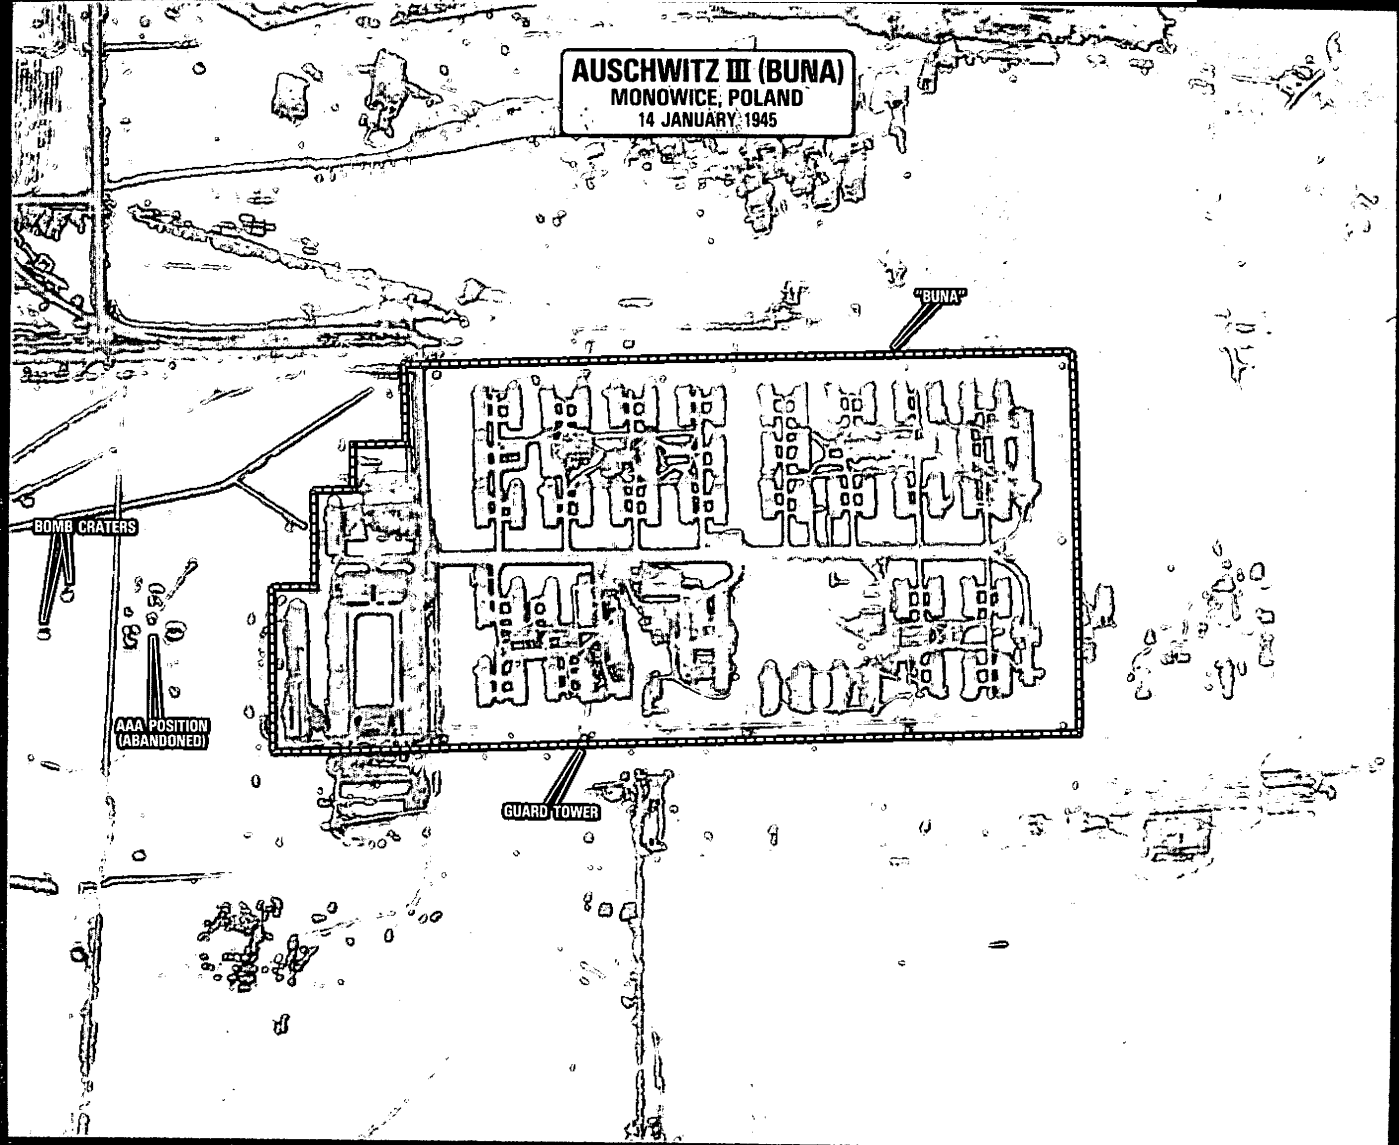 AUSCHWITZ III (BUNA)
MONOWICE, POLAND
14 JANUARY 1945
"BUNA"
BOMB CRATERS
AAA POSITION
(ABANDONED)
GUARD TOWER